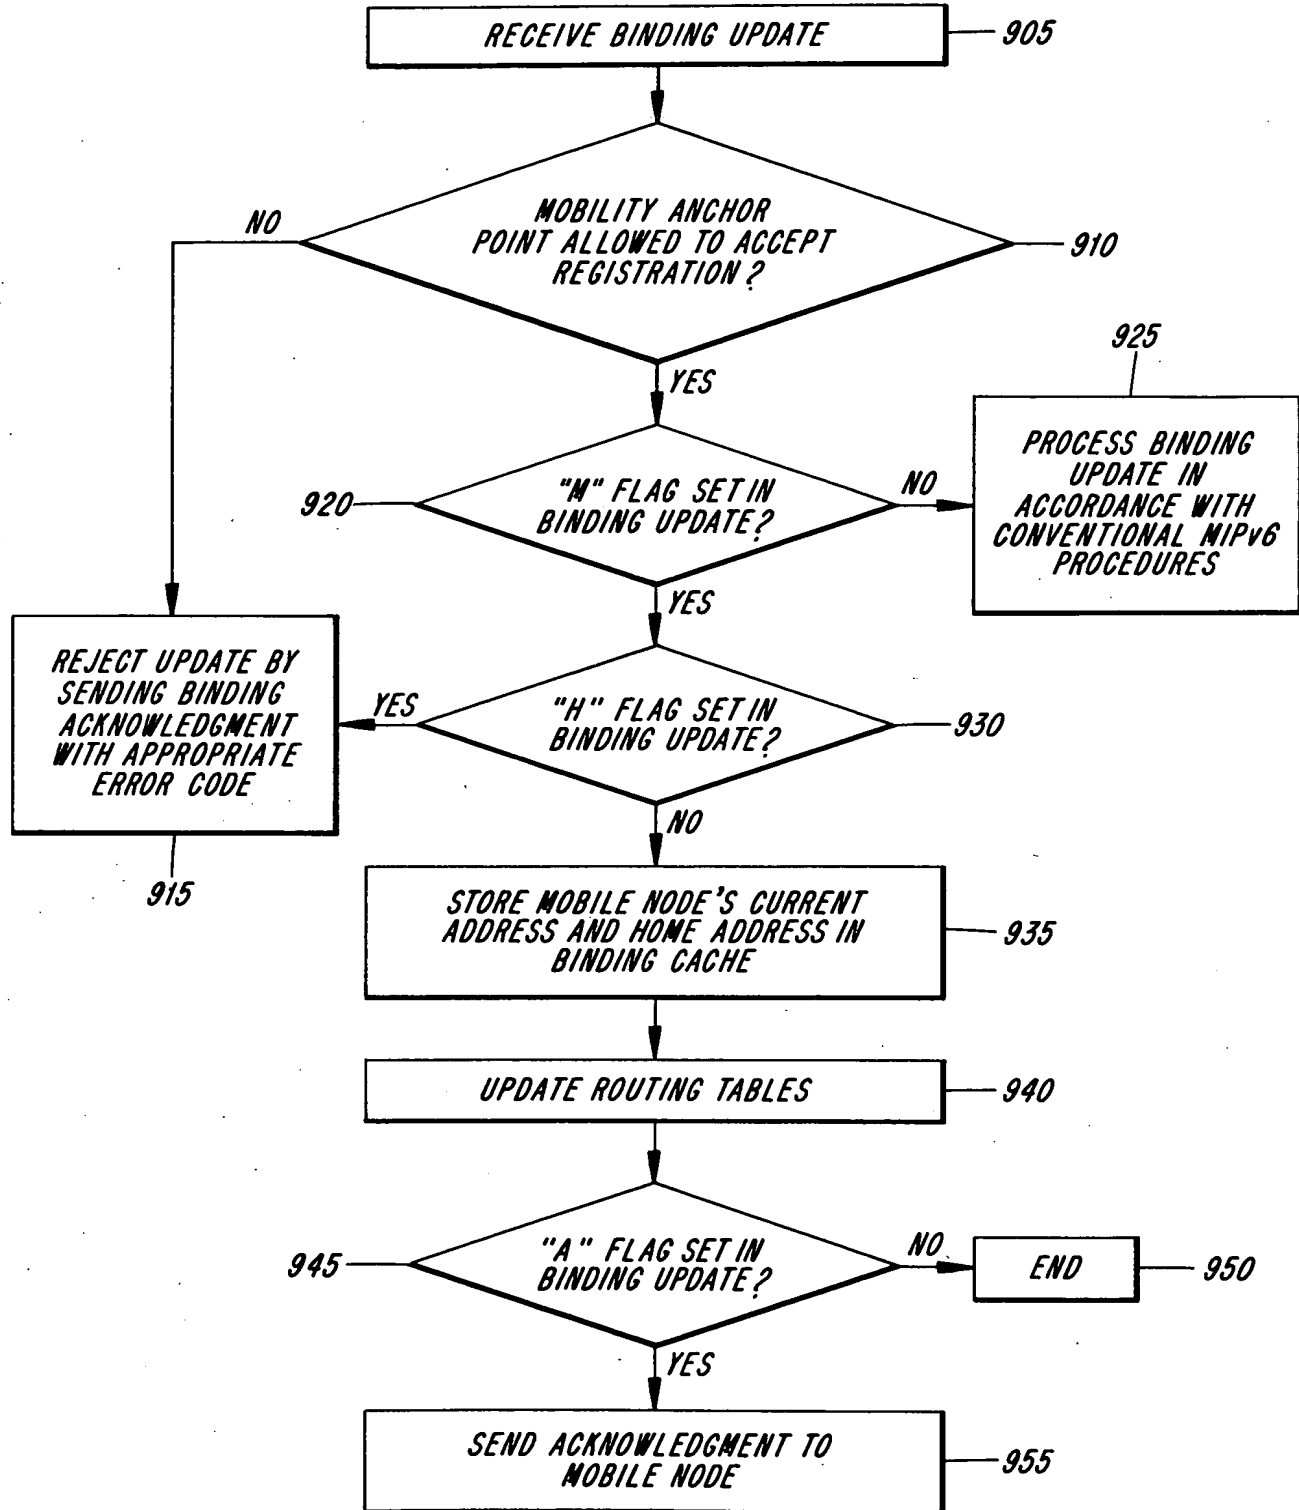 RECEIVE BINDING UPDATE
905
MOBILITY ANCHOR
POINT ALLOWED TO ACCEPT
REGISTRATION?
910
NO
YES
925
PROCESS BINDING
UPDATE IN
ACCORDANCE WITH
CONVENTIONAL MIPv6
PROCEDURES
920
"M" FLAG SET IN
BINDING UPDATE?
NO
YES
REJECT UPDATE BY
SENDING BINDING
ACKNOWLEDGMENT
WITH APPROPRIATE
ERROR CODE
915
YES
"H" FLAG SET IN
BINDING UPDATE?
930
NO
STORE MOBILE NODE'S CURRENT
ADDRESS AND HOME ADDRESS IN
BINDING CACHE
935
UPDATE ROUTING TABLES
940
945
"A" FLAG SET IN
BINDING UPDATE?
NO
END
950
YES
SEND ACKNOWLEDGMENT TO
MOBILE NODE
955